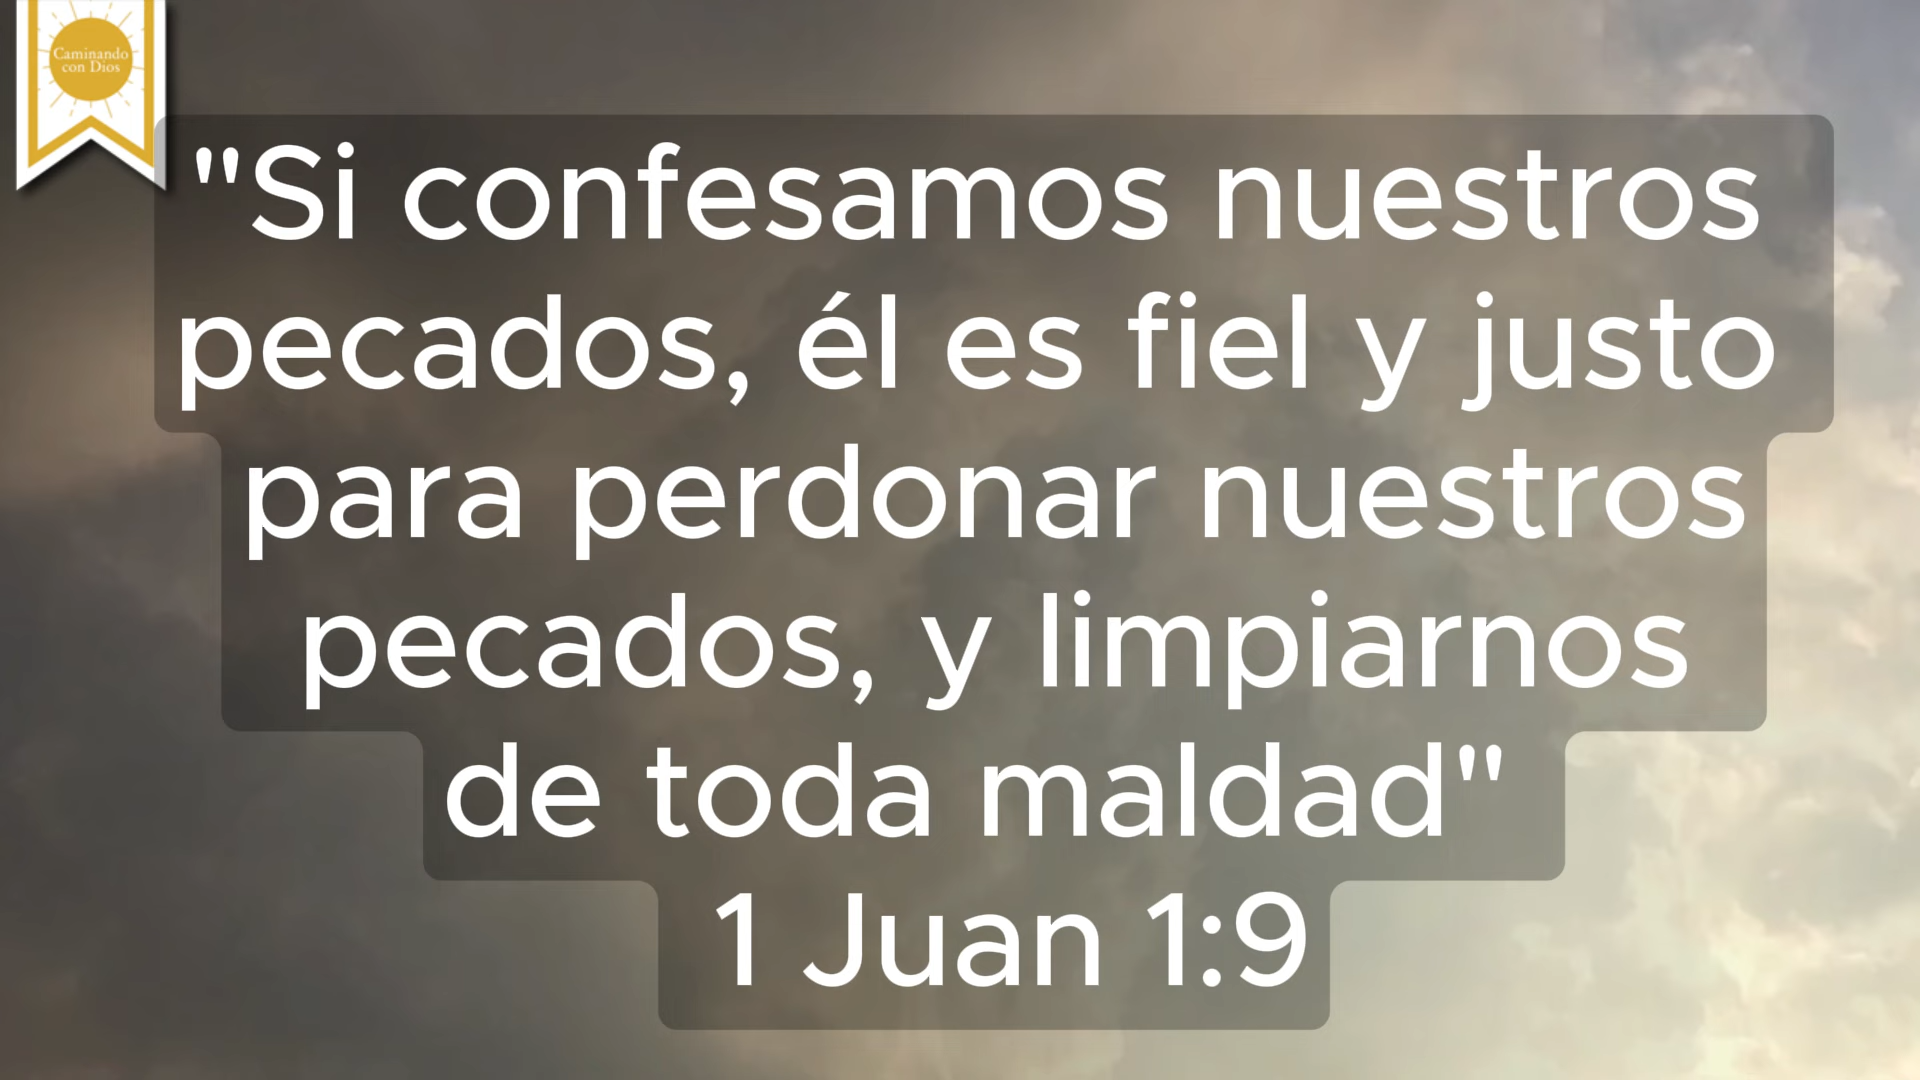 Caminando
con Dios
"Si confesamos nuestros
pecados, él es fiel y justo
para perdonar nuestros
pecados, y limpiarnos
de toda maldad"
1 Juan 1:9